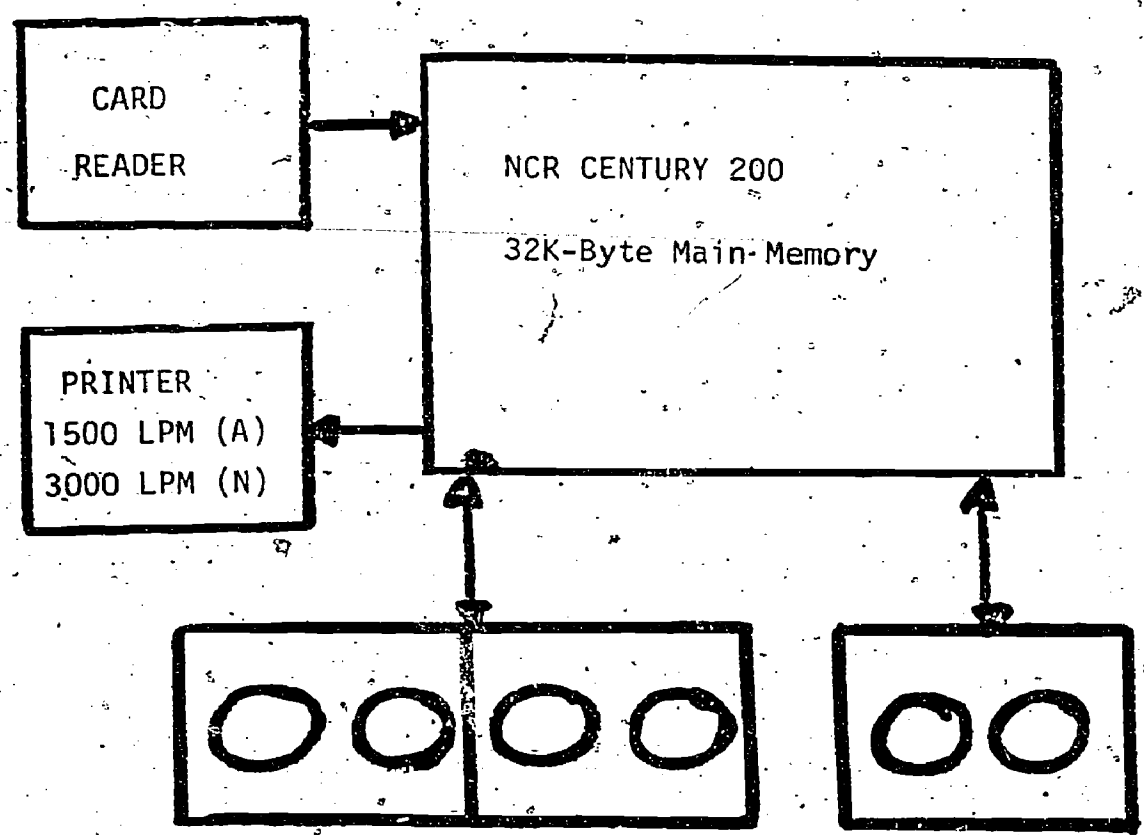 CARD
READER
NCR CENTURY 200
32K-Byte Main Memory
PRINTER
1500 LPM (A)
3000 LPM (N)